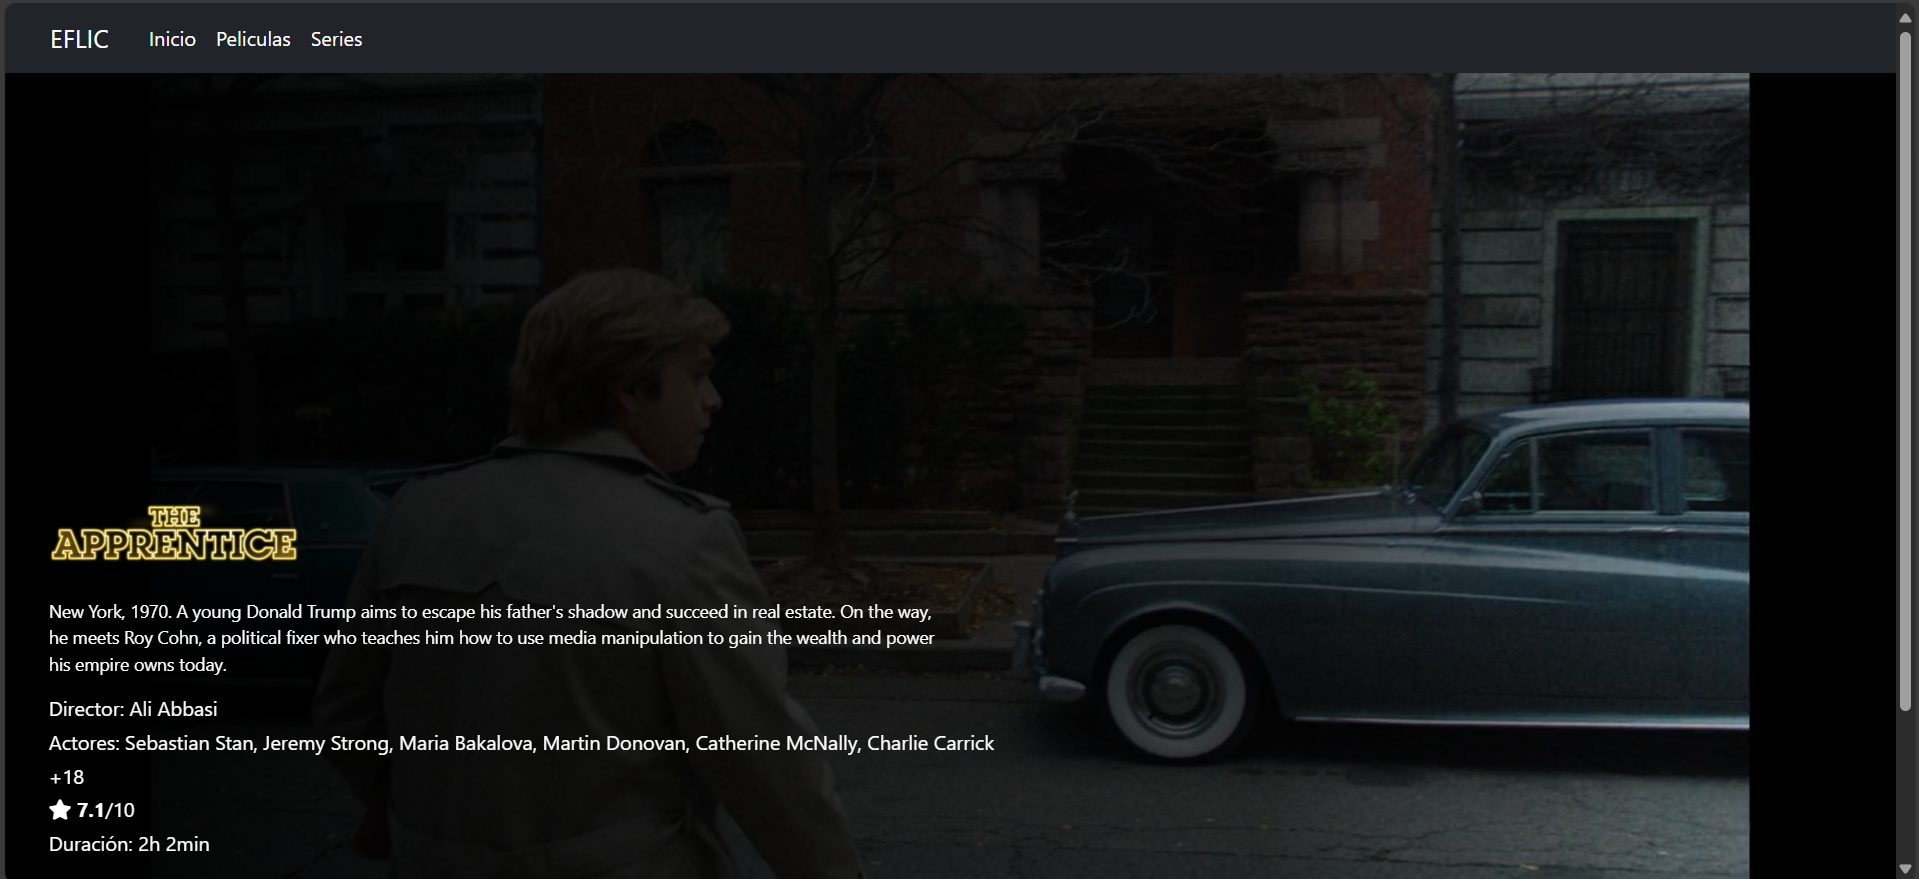 EFLIC Inicio Peliculas Series
THE
APPRENTICE
New York, 1970. A young Donald Trump aims to escape his father's shadow and succeed in real estate. On the way,
he meets Roy Cohn, a political fixer who teaches him how to use media manipulation to gain the wealth and power
his empire owns today.
Director: Ali Abbasi
Actores: Sebastian Stan, Jeremy Strong, Maria Bakalova, Martin Donovan, Catherine McNally, Charlie Carrick
+18
7.1/10
Duración: 2h 2min